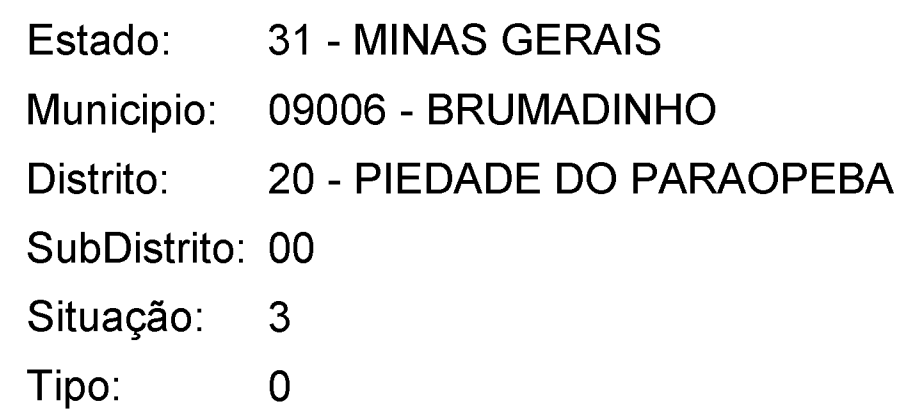 Estado: 31 - MINAS GERAIS
Municipio: 09006 - BRUMADINHO
Distrito: 20 - PIEDADE DO PARAOPEBA
SubDistrito: 00
Situação: 3
Tipo: 0